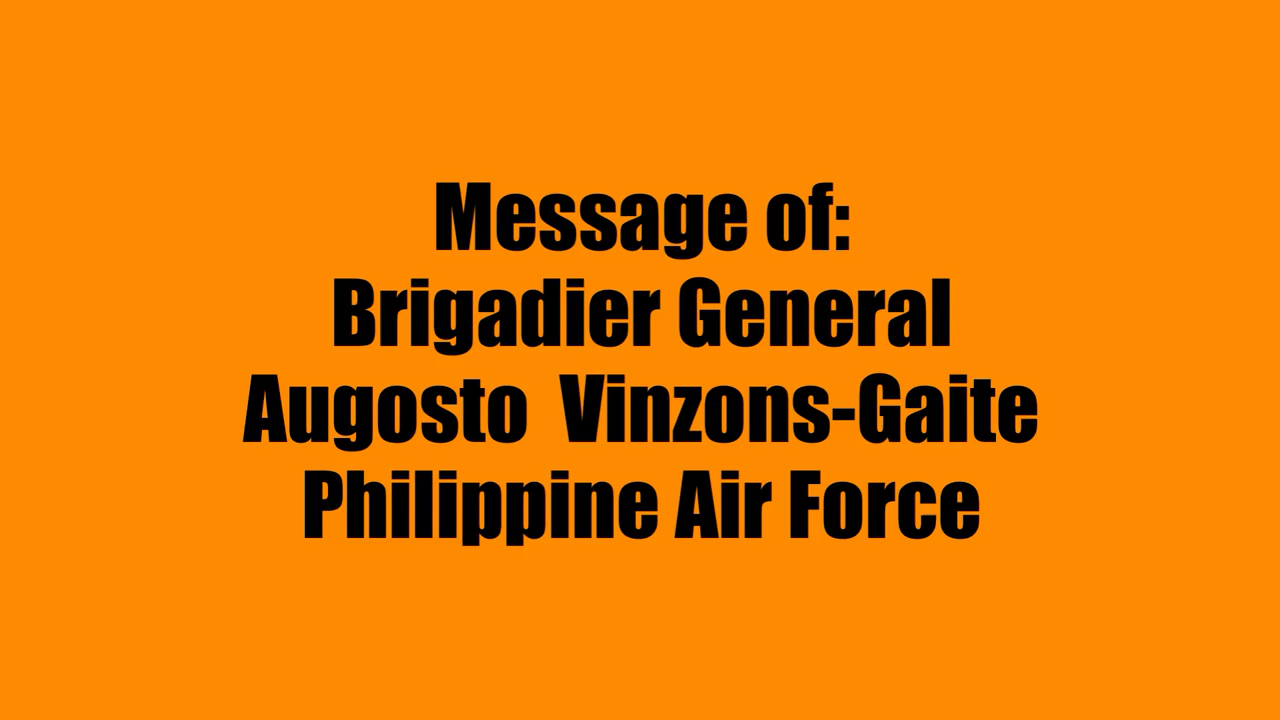 Message of:
Brigadier General
Augosto  Vinzons-Gaite
Philippine Air Force